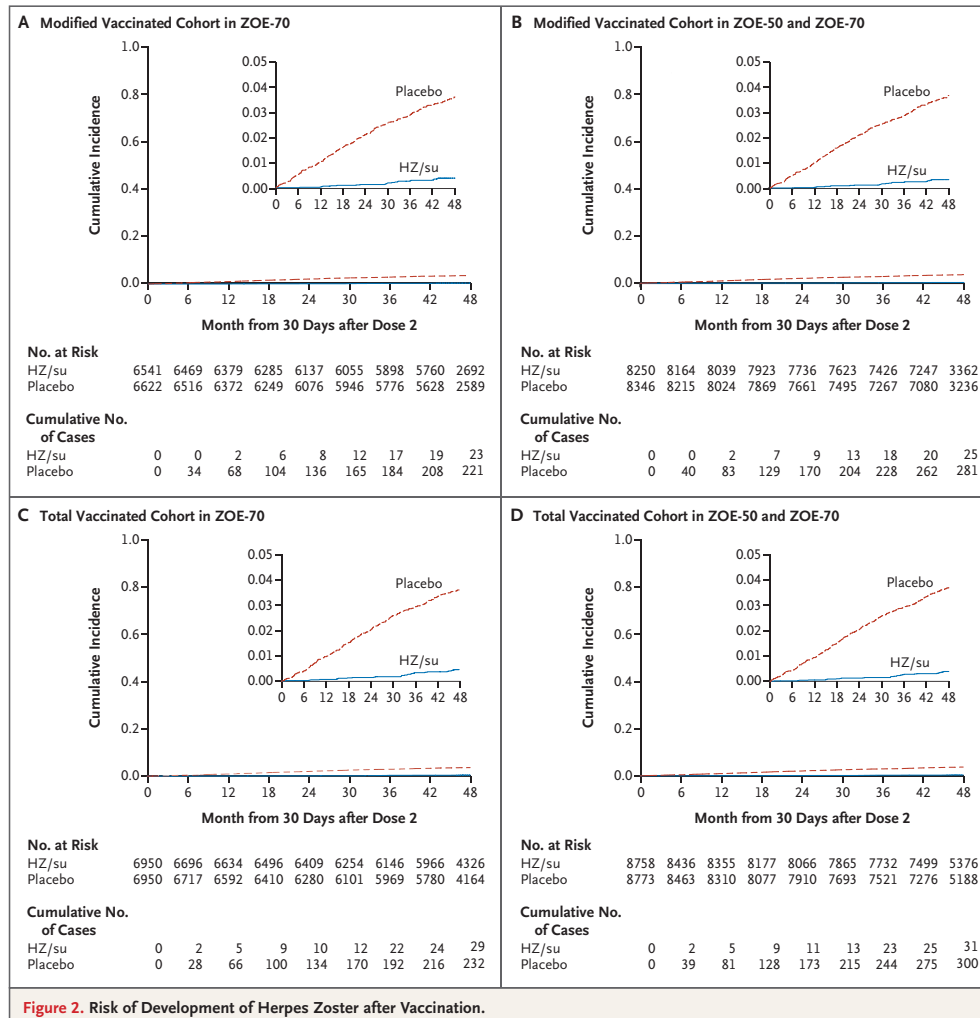 A Modified Vaccinated Cohort in ZOE-70
1.0
0.8
0.6
0.4
0.2
0.0
Cumulative Incidence
0.05
0.04
0.03
0.02
0.01
0.00
Placebo
HZ/su
0 6 12 18 24 30 36 42 48
0 6 12 18 24 30 36 42 48
Month from 30 Days after Dose 2
No. at Risk
HZ/su 6541 6469 6379 6285 6137 6055 5898 5760 2692
Placebo 6622 6516 6372 6249 6076 5946 5776 5628 2589
Cumulative No.
of Cases
HZ/su 0 0 2 6 8 12 17 19 23
Placebo 0 34 68 104 136 165 184 208 221
B Modified Vaccinated Cohort in ZOE-50 and ZOE-70
1.0
0.8
0.6
0.4
0.2
0.0
Cumulative Incidence
0.05
0.04
0.03
0.02
0.01
0.00
Placebo
HZ/su
0 6 12 18 24 30 36 42 48
0 6 12 18 24 30 36 42 48
Month from 30 Days after Dose 2
No. at Risk
HZ/su 8250 8164 8039 7923 7736 7623 7426 7247 3362
Placebo 8346 8215 8024 7869 7661 7495 7267 7080 3236
Cumulative No.
of Cases
HZ/su 0 0 2 7 9 13 18 20 25
Placebo 0 40 83 129 170 204 228 262 281
C Total Vaccinated Cohort in ZOE-70
1.0
0.8
0.6
0.4
0.2
0.0
Cumulative Incidence
0.05
0.04
0.03
0.02
0.01
0.00
Placebo
HZ/su
0 6 12 18 24 30 36 42 48
0 6 12 18 24 30 36 42 48
Month from 30 Days after Dose 2
No. at Risk
HZ/su 6950 6696 6634 6496 6409 6254 6146 5966 4326
Placebo 6950 6717 6592 6410 6280 6101 5969 5780 4164
Cumulative No.
of Cases
HZ/su 0 2 5 9 10 12 22 24 29
Placebo 0 28 66 100 134 170 192 216 232
D Total Vaccinated Cohort in ZOE-50 and ZOE-70
1.0
0.8
0.6
0.4
0.2
0.0
Cumulative Incidence
0.05
0.04
0.03
0.02
0.01
0.00
Placebo
HZ/su
0 6 12 18 24 30 36 42 48
0 6 12 18 24 30 36 42 48
Month from 30 Days after Dose 2
No. at Risk
HZ/su 8758 8436 8355 8177 8066 7865 7732 7499 5376
Placebo 8773 8463 8310 8077 7910 7693 7521 7276 5188
Cumulative No.
of Cases
HZ/su 0 2 5 9 11 13 23 25 31
Placebo 0 39 81 128 173 215 244 275 300
Figure 2. Risk of Development of Herpes Zoster after Vaccination.